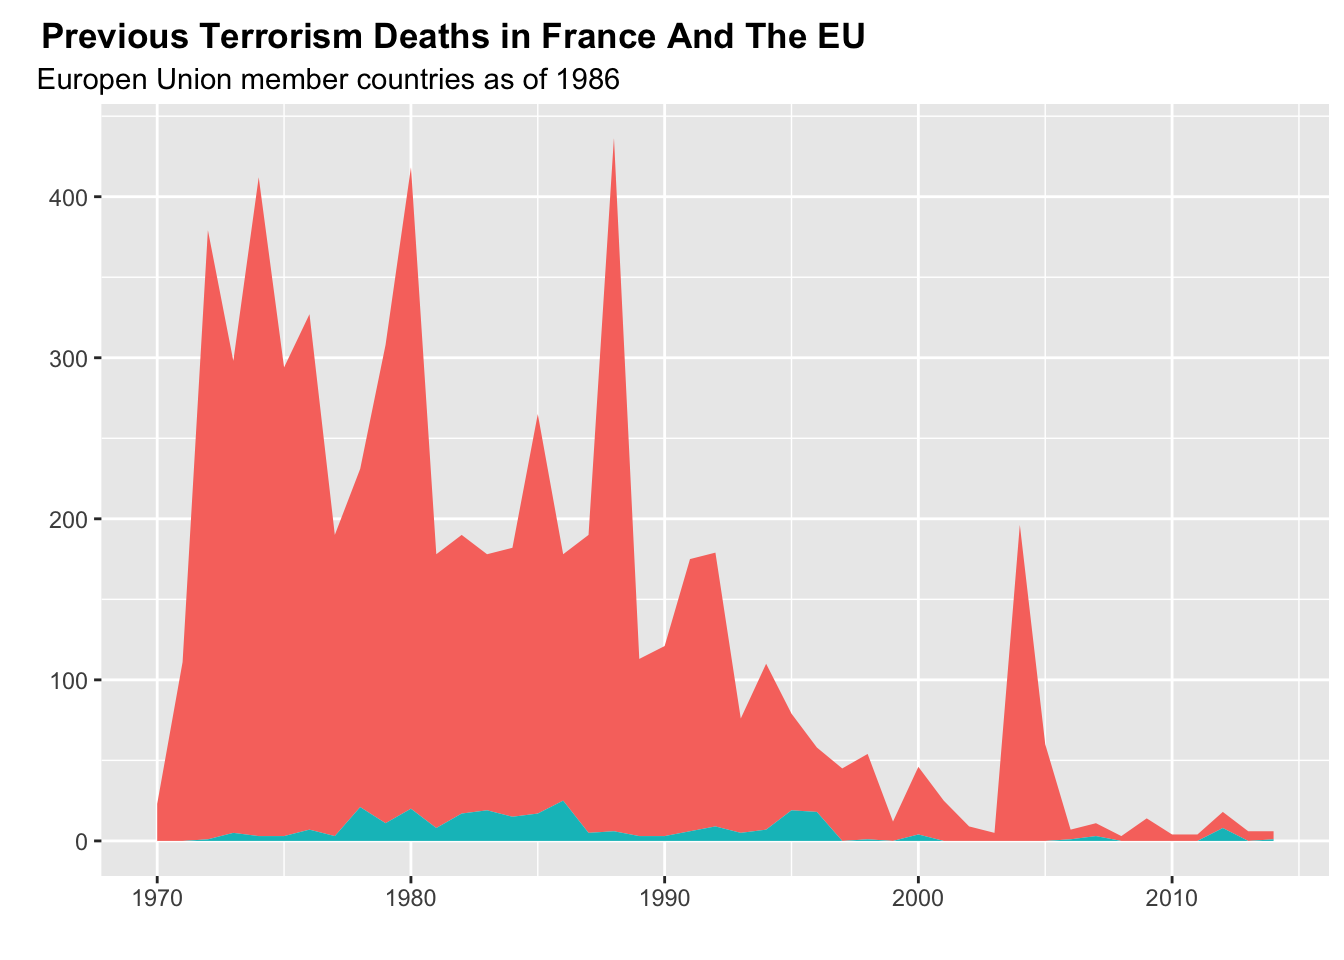 Previous Terrorism Deaths in France And The EU
Europen Union member countries as of 1986
400
300
200
100
0
1970 1980 1990 2000 2010